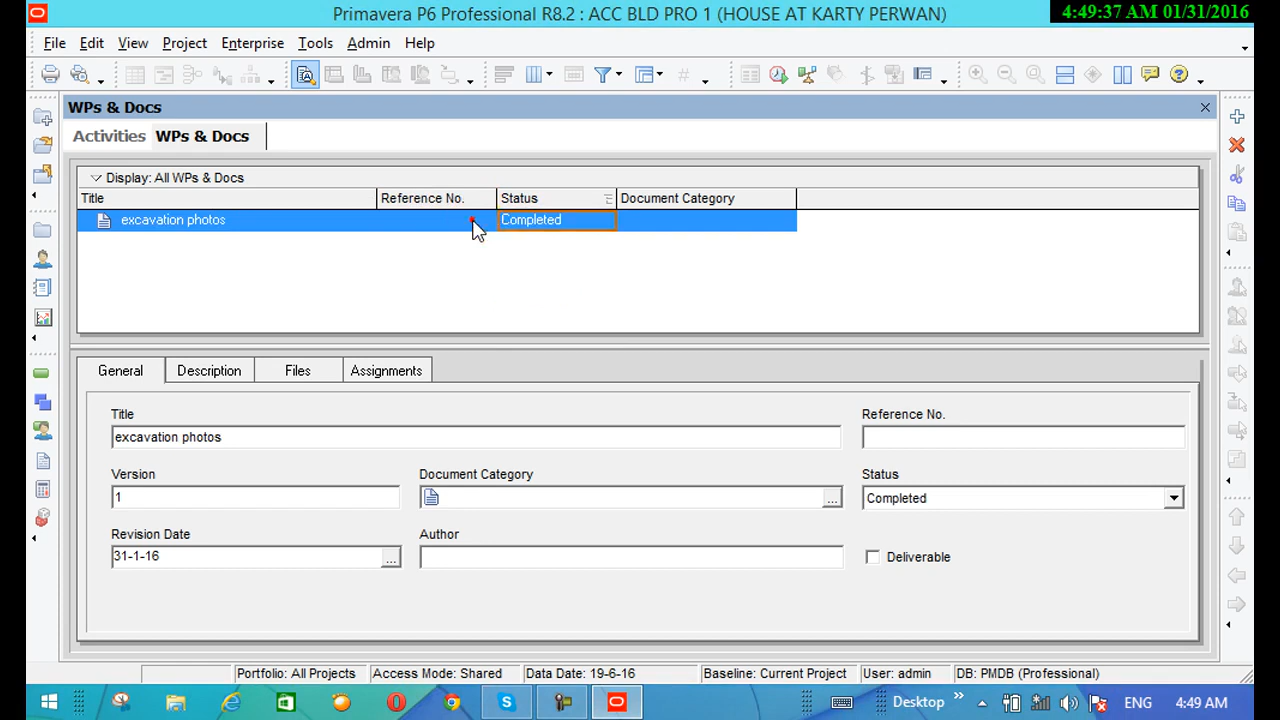 Primavera P6 Professional R8.2 : ACC BLD PRO 1 (HOUSE AT KARTY PERWAN)
4:49:37 AM 01/31/2016
File Edit View Project Enterprise Tools Admin Help
WPs & Docs
Activities WPs & Docs
Display: All WPs & Docs
Title Reference No. Status Document Category
excavation photos Completed
General Description Files Assignments
Title Reference No.
excavation photos
Version Document Category Status
1 ... Completed
Revision Date Author
31-1-16 ... Deliverable
Portfolio: All Projects Access Mode: Shared Data Date: 19-6-16 Baseline: Current Project User: admin DB: PMDB (Professional)
Desktop ENG 4:49 AM